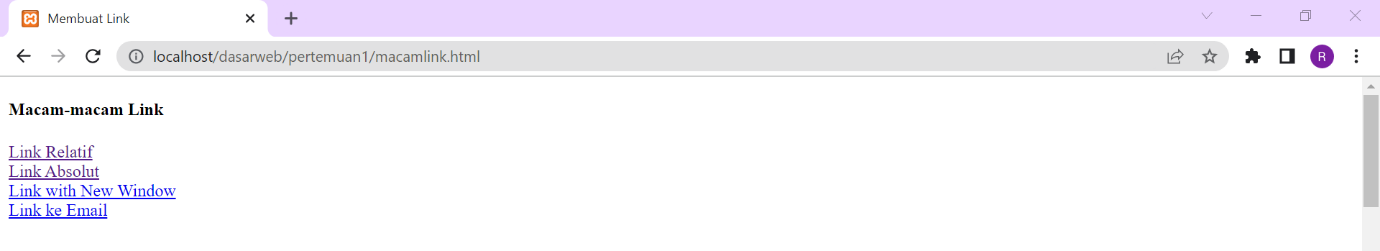 Membuat Link
localhost/dasarweb/pertemuan1/macamlink.html
R
Macam-macam Link
Link Relatif
Link Absolut
Link with New Window
Link ke Email